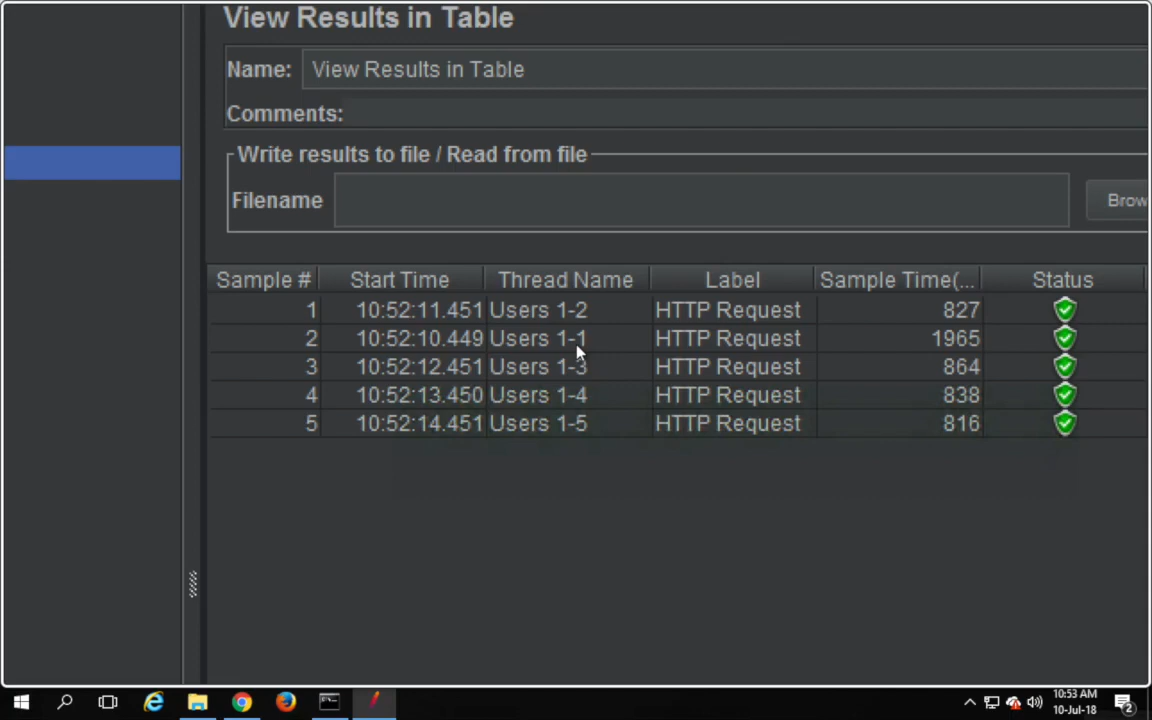 View Results in Table
Name: View Results in Table
Comments:
Write results to file / Read from file
Filename Brow
Sample # Start Time Thread Name Label Sample Time(... Status
1 10:52:11.451 Users 1-2 HTTP Request 827
2 10:52:10.449 Users 1-1 HTTP Request 1965
3 10:52:12.451 Users 1-3 HTTP Request 864
4 10:52:13.450 Users 1-4 HTTP Request 838
5 10:52:14.451 Users 1-5 HTTP Request 816
10:53 AM
10-Jul-18
2